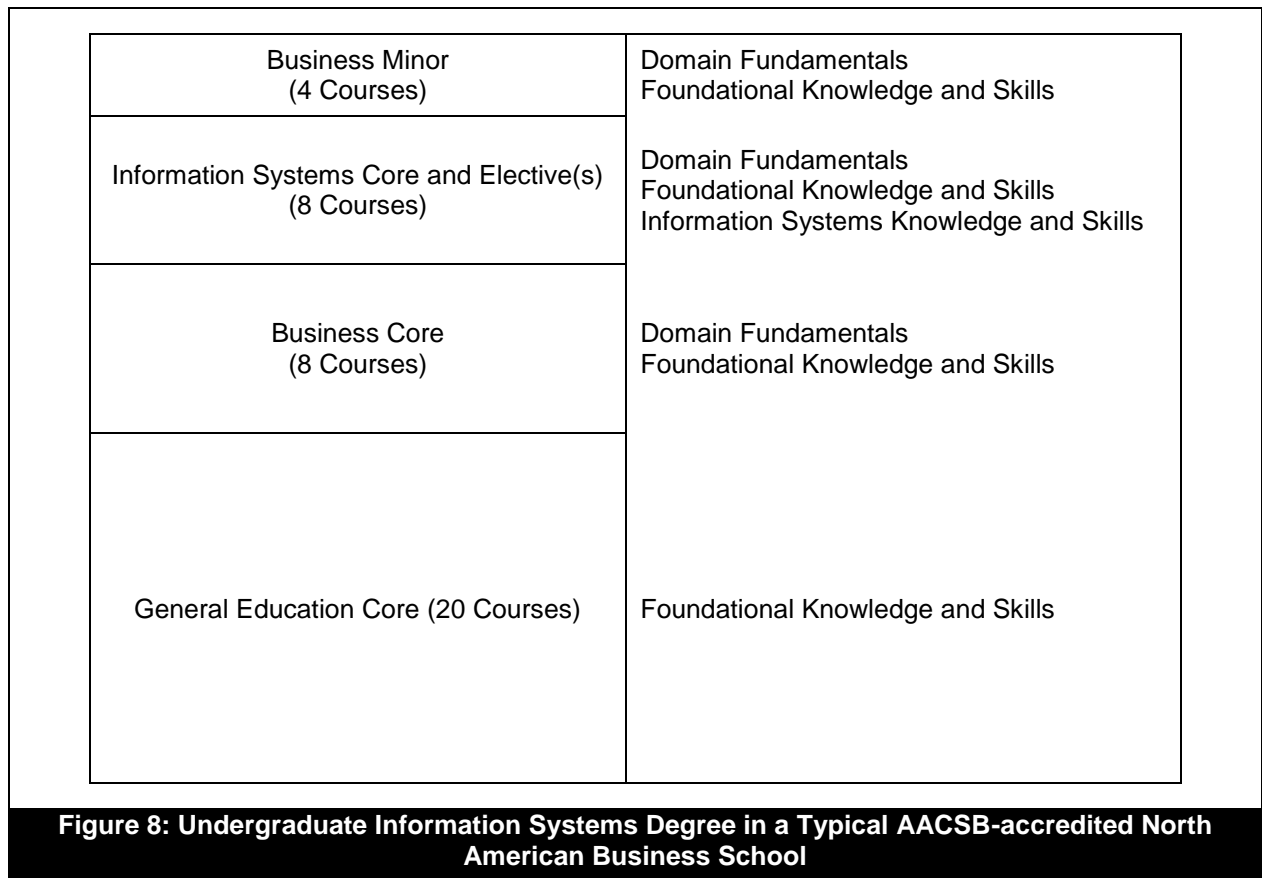 Business Minor
(4 Courses)
Domain Fundamentals
Foundational Knowledge and Skills
Information Systems Core and Elective(s)
(8 Courses)
Domain Fundamentals
Foundational Knowledge and Skills
Information Systems Knowledge and Skills
Business Core
(8 Courses)
Domain Fundamentals
Foundational Knowledge and Skills
General Education Core (20 Courses)
Foundational Knowledge and Skills
Figure 8: Undergraduate Information Systems Degree in a Typical AACSB-accredited North
American Business School